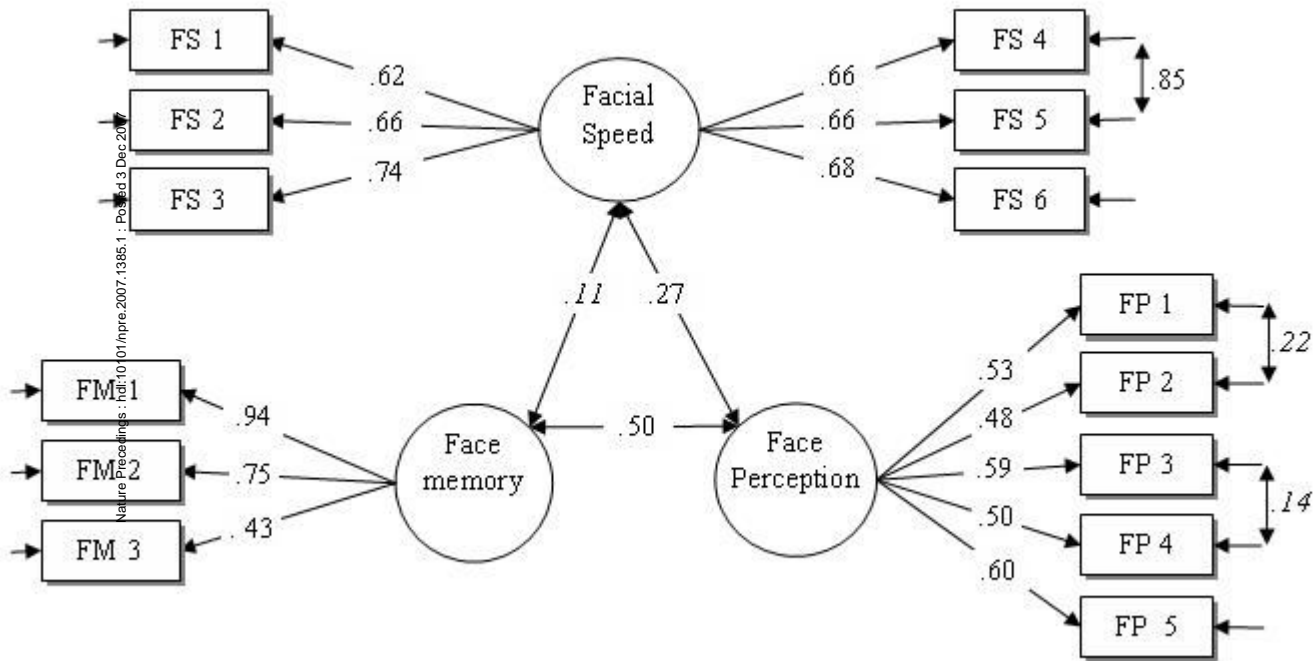 FS 1
FS 2
FS 3
.62
.66
.74
Facial
Speed
.66
.66
.68
FS 4
FS 5
FS 6
.85
.11
.27
.50
FM 1
FM 2
FM 3
.94
.75
.43
Face
memory
Face
Perception
.53
.48
.59
.50
.60
FP 1
FP 2
FP 3
FP 4
FP 5
.22
.14
Nature Precedings : hdl:10101/npre.2007.1385.1 : Posted 3 Dec 2007